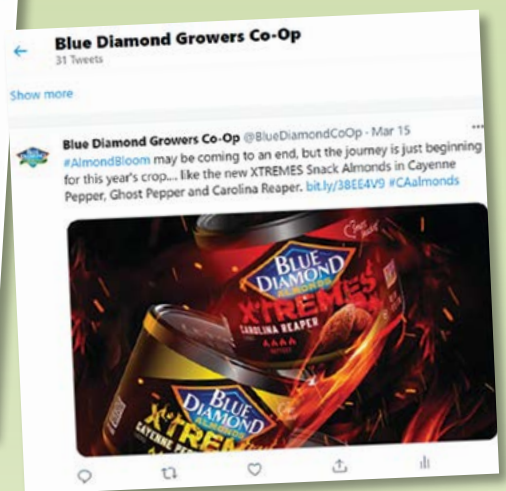 Blue Diamond Growers Co-Op
31 Tweets
Show more
Blue Diamond Growers Co-Op @BlueDiamondCoOp - Mar 15
#AlmondBloom may be coming to an end, but the journey is just beginning
for this year's crop... like the new XTREMES Snack Almonds in Cayenne
Pepper, Ghost Pepper and Carolina Reaper. bit.ly/38EE4V9 #CAalmonds
BLUE
DIAMOND
ALMONDS
XTREMES
CAROLINA REAPER
BLUE
DIAMOND
ALMONDS
XTREM
CAYENNE PE